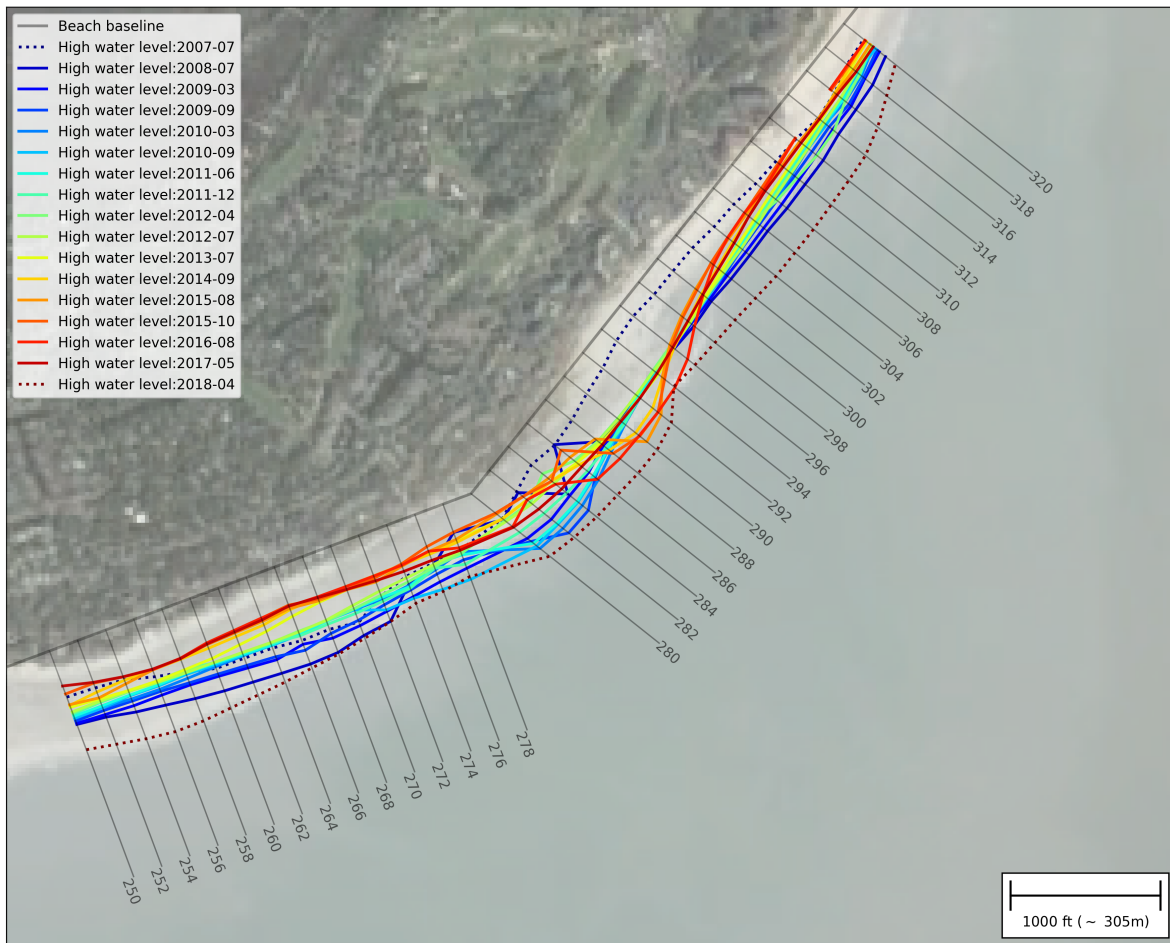 Beach baseline
High water level:2007-07
High water level:2008-07
High water level:2009-03
High water level:2009-09
High water level:2010-03
High water level:2010-09
High water level:2011-06
High water level:2011-12
High water level:2012-04
High water level:2012-07
High water level:2013-07
High water level:2014-09
High water level:2015-08
High water level:2015-10
High water level:2016-08
High water level:2017-05
High water level:2018-04
320
318
316
314
312
310
308
306
304
302
300
298
296
294
292
290
288
286
284
282
280
278
276
274
272
270
268
266
264
262
260
258
256
254
252
250
1000 ft (~ 305m)